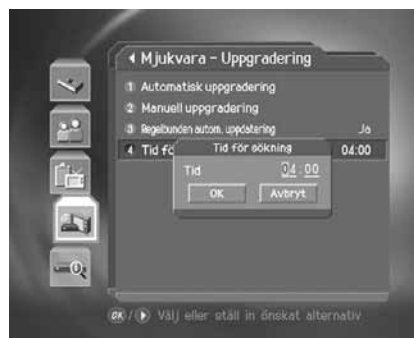 Mjukvara - Uppgradering
1 Automatisk uppgradering
2 Manuell uppgradering
3 Regelbunden autom. uppdatering Ja
4 Tid fö 04:00
Tid för sökning
Tid 04:00
OK Avbryt
OK / Välj eller ställ in önskat alternativ